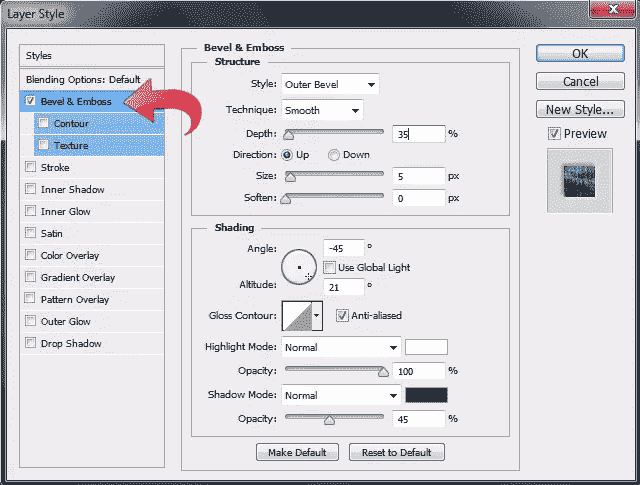 Layer Style
Styles
Blending Options: Default
Bevel & Emboss
Contour
Texture
Stroke
Inner Shadow
Inner Glow
Satin
Color Overlay
Gradient Overlay
Pattern Overlay
Outer Glow
Drop Shadow
Bevel & Emboss
Structure
Style: Outer Bevel
Technique: Smooth
Depth: 35 %
Direction: Up Down
Size: 5 px
Soften: 0 px
Shading
Angle: -45 °
Use Global Light
Altitude: 21 °
Gloss Contour: Anti-aliased
Highlight Mode: Normal
Opacity: 100 %
Shadow Mode: Normal
Opacity: 45 %
Make Default Reset to Default
OK
Cancel
New Style...
Preview